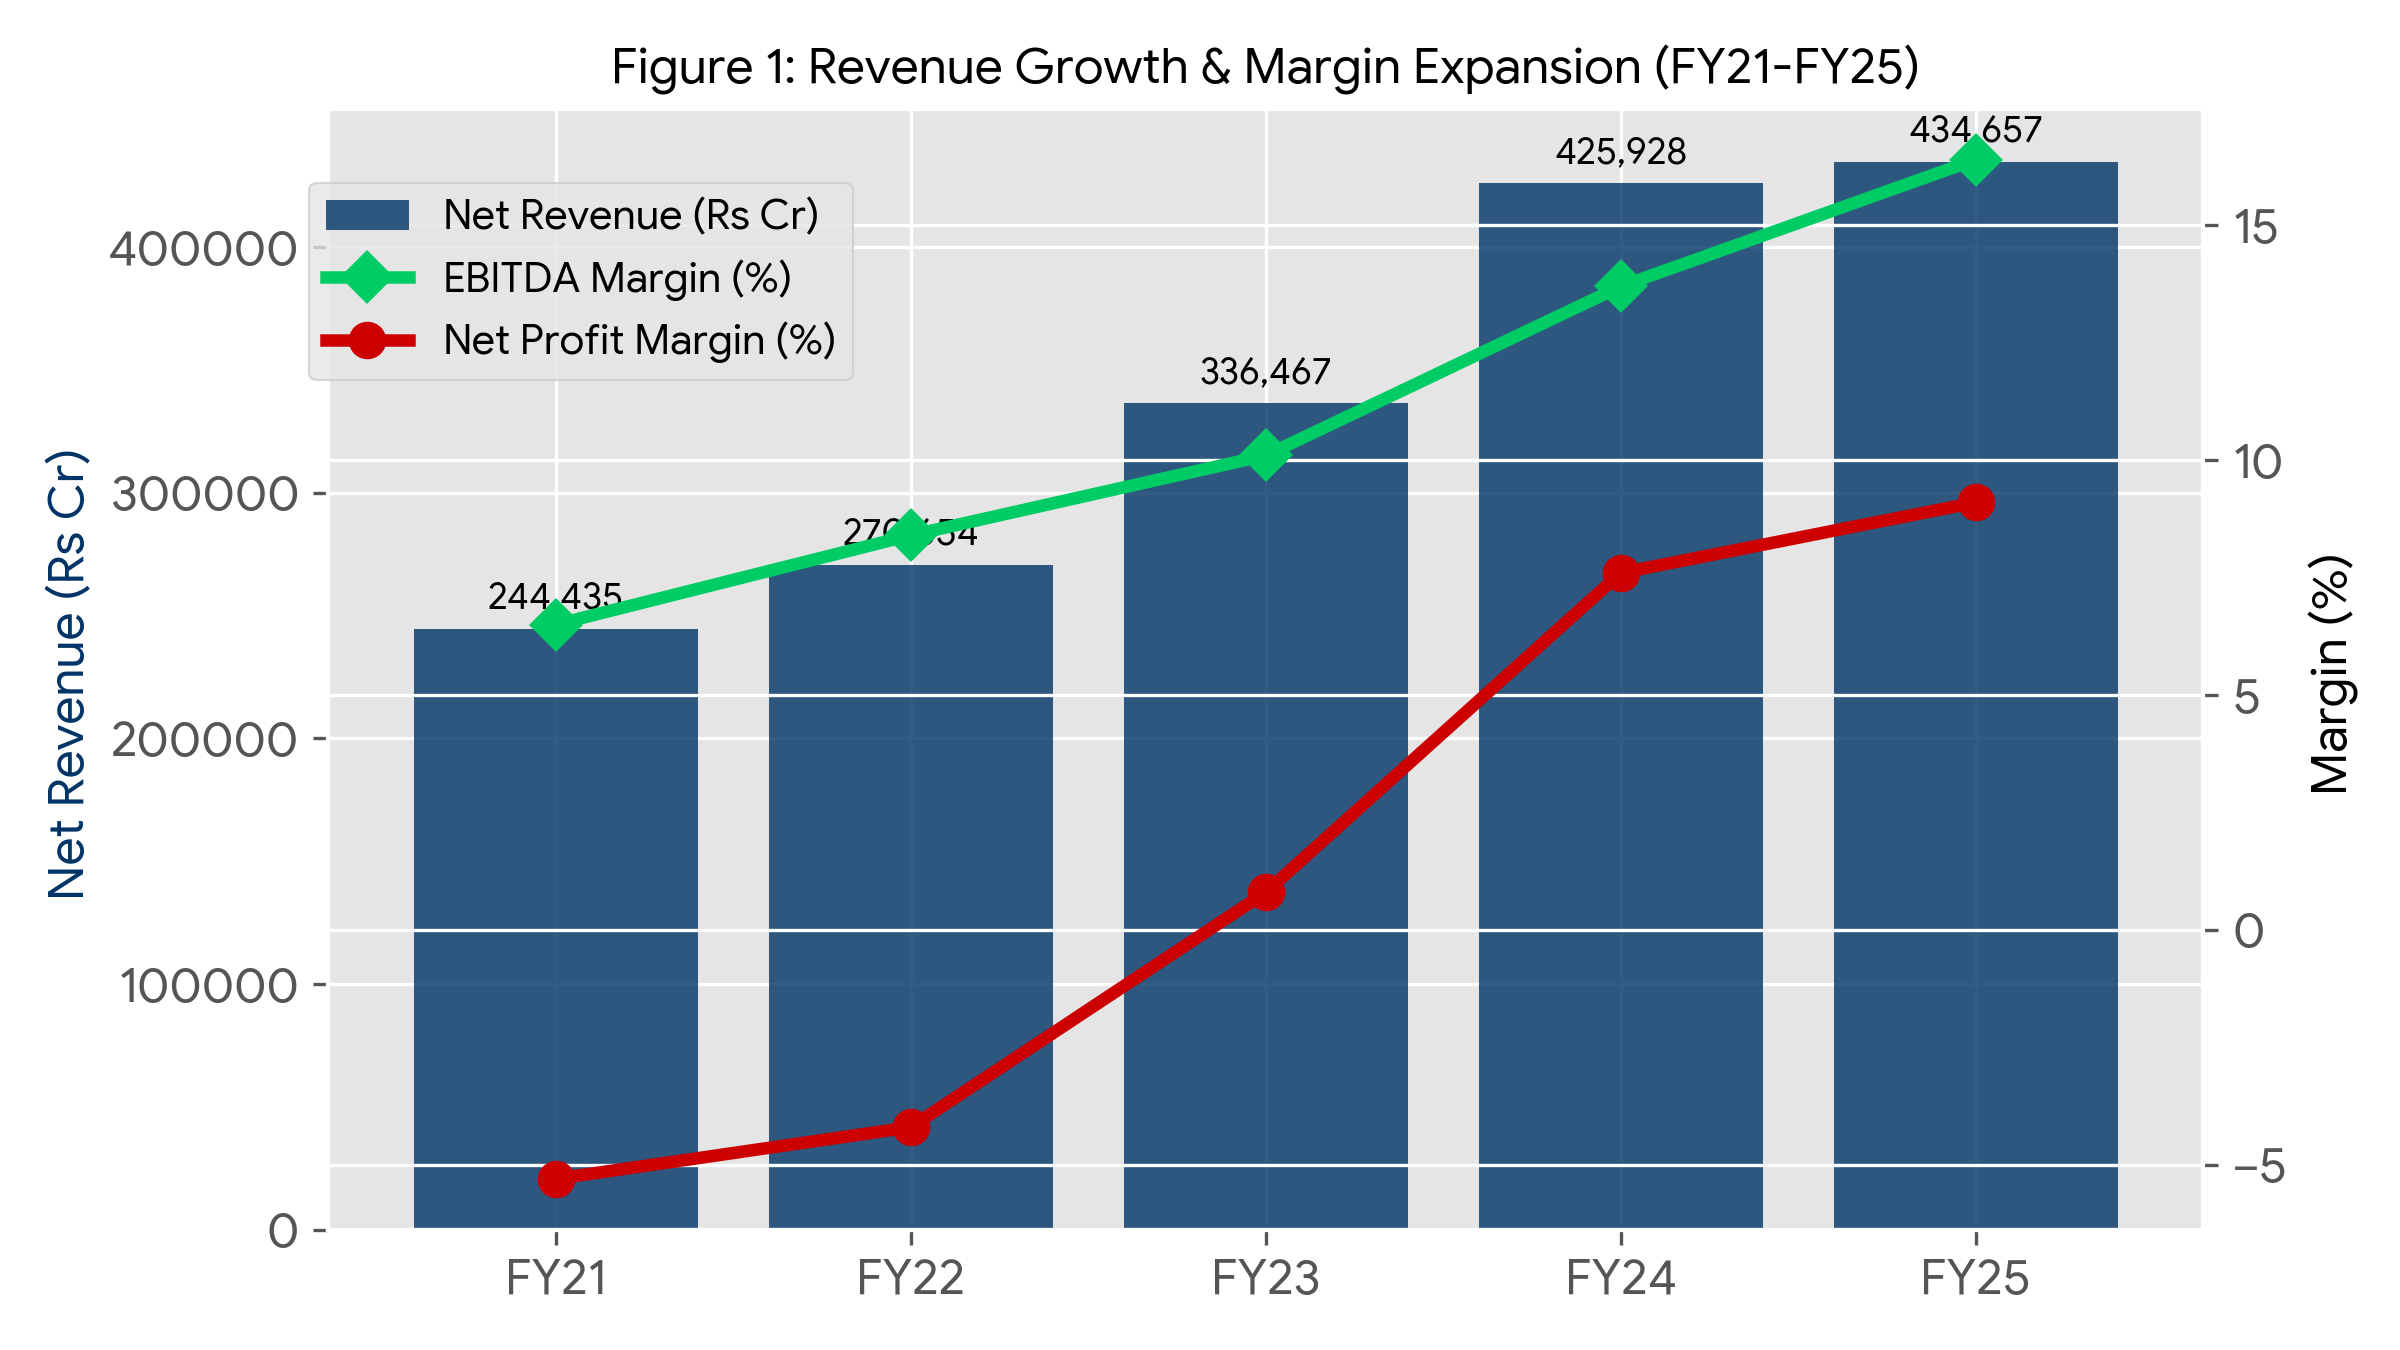 Figure 1: Revenue Growth & Margin Expansion (FY21-FY25)
Net Revenue (Rs Cr)
EBITDA Margin (%)
Net Profit Margin (%)
244,435
336,467
425,928
434,657
Net Revenue (Rs Cr)
400000
300000
200000
100000
0
Margin (%)
15
10
5
0
−5
FY21
FY22
FY23
FY24
FY25